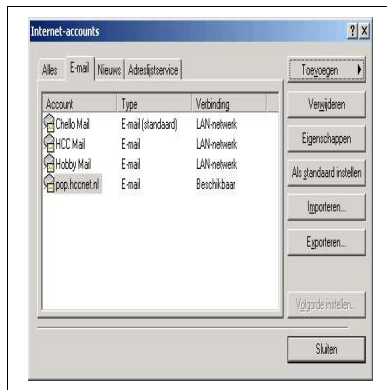 Internet-accounts
Alles E-mail Nieuws Adreslijstservice
Account Type Verbinding
Chello Mail E-mail (standaard) LAN-netwerk
HCC Mail E-mail LAN-netwerk
Hobby Mail E-mail LAN-netwerk
pop.hccnet.nl E-mail Beschikbaar
Toevoegen
Verwijderen
Eigenschappen
Als standaard instellen
Importeren...
Exporteren...
Volgorde instellen...
Sluiten